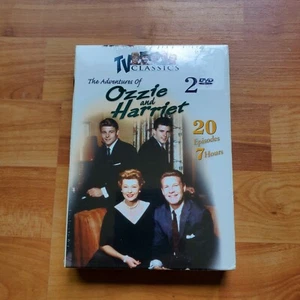 TV
CLASSICS
The Adventures Of
2 DVD
Ozzie
and
Harriet
20
Episodes
7 Hours